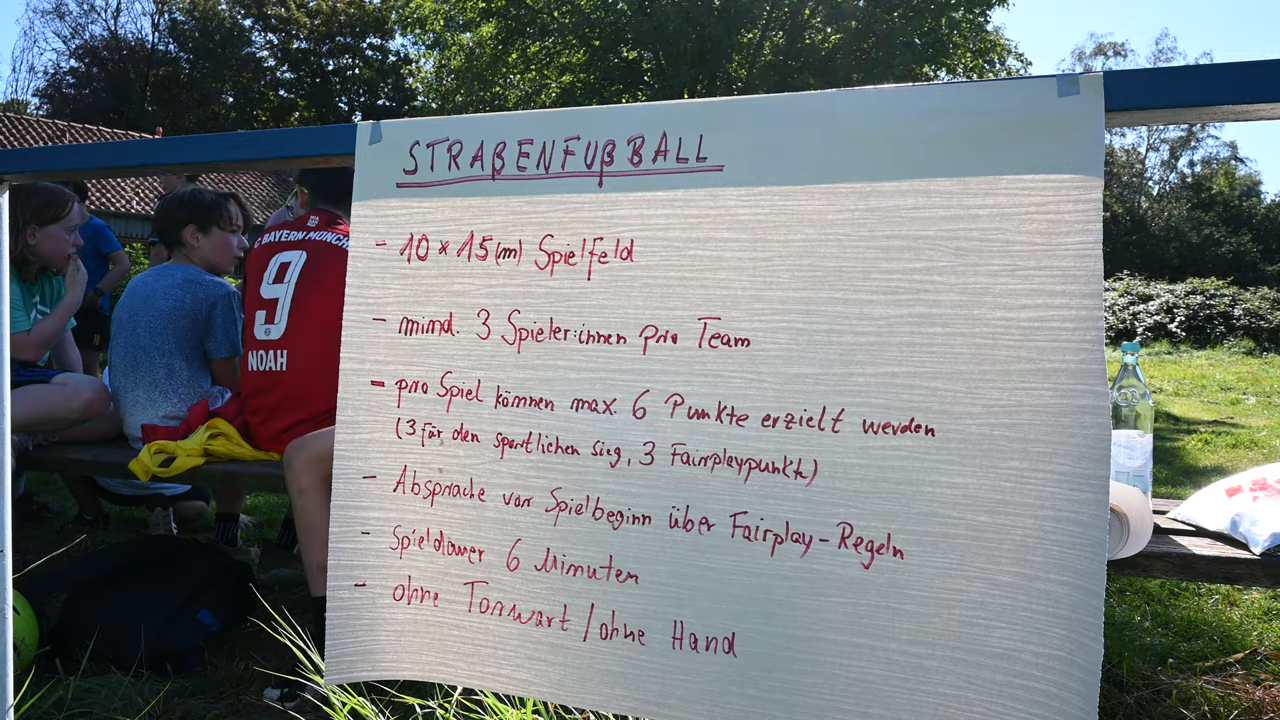 STRAßENFUßBALL
- 10 x 15 (m) Spielfeld
- mind. 3 Spieler:innen pro Team
- pro Spiel können max. 6 Punkte erzielt werden
(3 für den sportlichen Sieg, 3 Fairplaypunkte)
- Absprache vor Spielbeginn über Fairplay-Regeln
- Spieldauer 6 Minuten
- ohne Torwart / ohne Hand
C BAYERN MÜNCH
9
NOAH